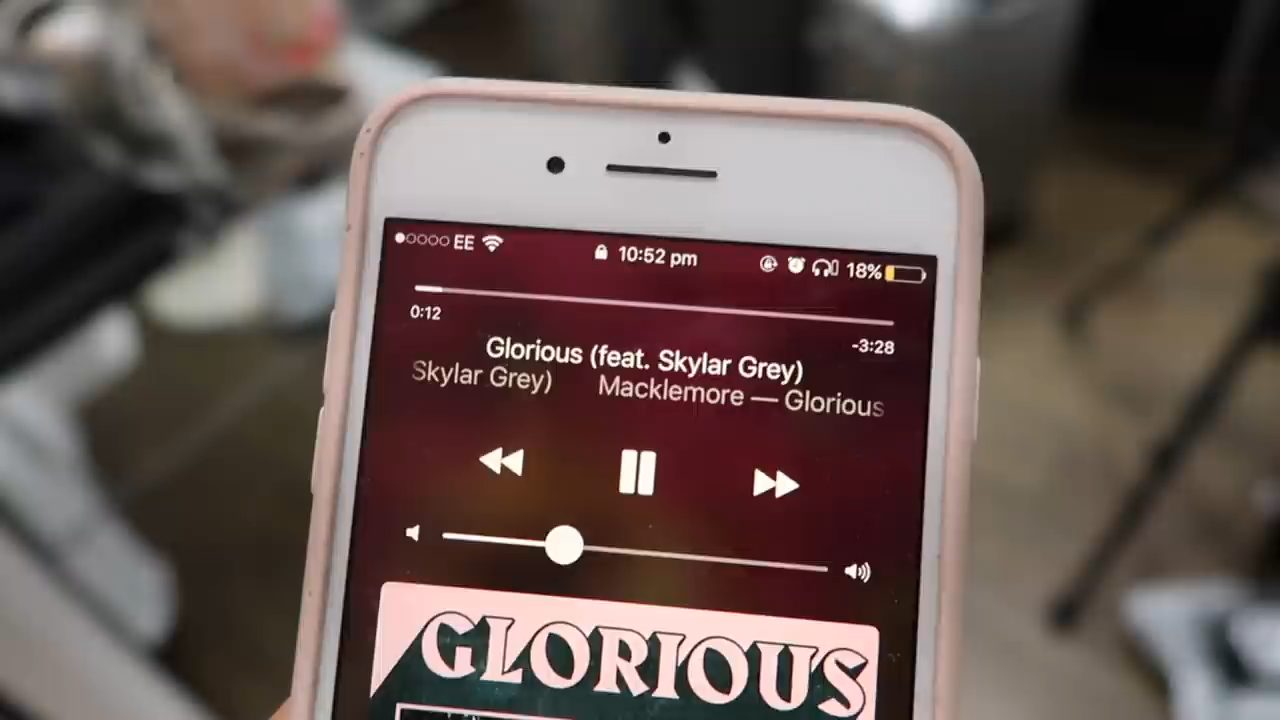 EE 10:52 pm 18%
0:12 -3:28
Glorious (feat. Skylar Grey)
Skylar Grey) Macklemore — Glorious
GLORIOUS